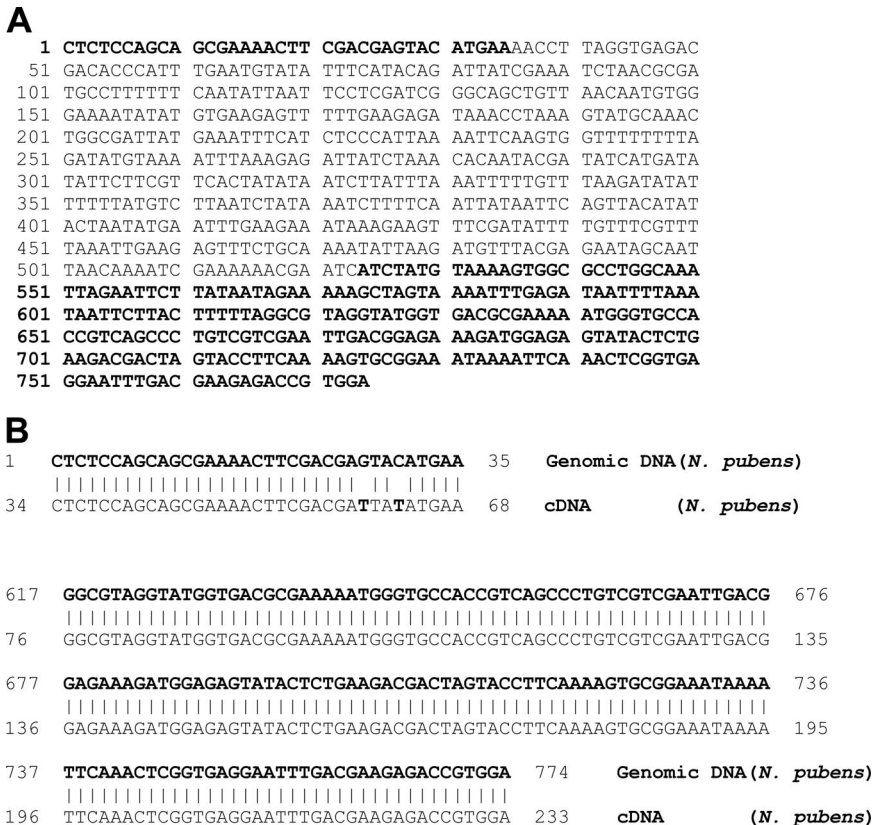 A
1 CTCTCCAGCA GCGAAAACTT CGACGAGTAC ATGAAAACCT TAGGTGAGAC
51 GACACCCATT TGAATGTATA TTTCATACAG ATTATCGAAA TCTAACGCGA
101 TGCCTTTTTT CAATATTAAT TCCTCGATCG GGCAGCTGTT AACAATGTGG
151 GAAAATATAT GTGAAGAGTT TTGAAGAGA TAAACCTAAA GTATGCAAAC
201 TGGCGATTAT GAAATTTCAT CTCCCATTAA AATTCAAGTG GTTTTTTTTA
251 GATATGTAAA ATTTAAAGAG ATTATCTAAA CACAATACGA TATCATGATA
301 TATTCTTCGT TCACTATATA ATCTTATTTA AATTTTTGTT TAAGATATAT
351 TTTTTATGTC TTAATCTATA AATCTTTTCA ATTATAATTC AGTTACATAT
401 ACTAATATGA ATTTGAAGAA ATAAAGAAGT TTCGATATTT TGTTTCGTTT
451 TAAATTGAAG AGTTTCTGCA AAATATTAAG ATGTTTACGA GAATAGCAAT
501 TAACAAAATC GAAAAAACGA ATCATCTATG TAAAAGTGGC GCCTGGCAAA
551 TTAGAATTCT TATAATAGAA AAAGCTAGTA AAATTTGAGA TAATTTTAAA
601 TAATTCTTAC TTTTTAGGCG TAGGTATGGT GACGCGAAAA ATGGGTGCCA
651 CCGTCAGCCC TGTCGTCGAA TTGACGGAGA AAGATGGAGA GTATACTCTG
701 AAGACGACTA GTACCTTCAA AAGTGCGGAA ATAAAATTCA AACTCGGTGA
751 GGAATTTGAC GAAGAGACCG TGGA
B
1 CTCTCCAGCAGCGAAAACTTCGACGAGTACATGAA 35 Genomic DNA(N. pubens)
34 CTCTCCAGCAGCGAAAACTTCGACGATTATATGAA 68 cDNA (N. pubens)
617 GGCGTAGGTATGGTGACGCGAAAAATGGGTGCCACCGTCAGCCCTGTCGTCGAATTGACG 676
76 GGCGTAGGTATGGTGACGCGAAAAATGGGTGCCACCGTCAGCCCTGTCGTCGAATTGACG 135
677 GAGAAAGATGGAGAGTATACTCTGAAGACGACTAGTACCTTCAAAAGTGCGGAAATAAAA 736
136 GAGAAAGATGGAGAGTATACTCTGAAGACGACTAGTACCTTCAAAAGTGCGGAAATAAAA 195
737 TTCAAACTCGGTGAGGAATTTGACGAAGAGACCGTGGA 774 Genomic DNA(N. pubens)
196 TTCAAACTCGGTGAGGAATTTGACGAAGAGACCGTGGA 233 cDNA (N. pubens)